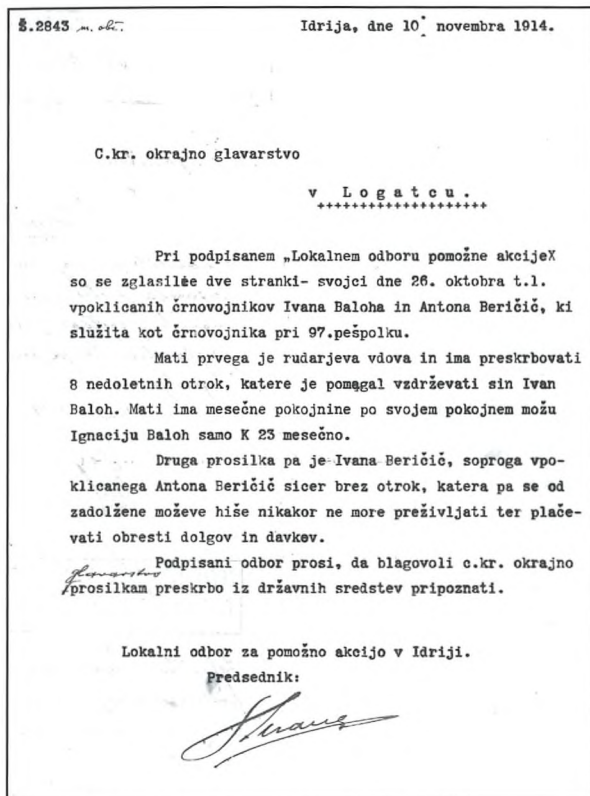 Š.2843 m. obč. Idrija, dne 10. novembra 1914.
C.kr. okrajno glavarstvo
v Logatcu.
++++++++++++++++++++
Pri podpisanem „Lokalnem odboru pomožne akcijeX
so se zglasilee dve stranki- svojci dne 26. oktobra t.l.
vpoklicanih črnovojnikov Ivana Baloha in Antona Beričič, ki
služita kot črnovojnika pri 97.pešpolku.
Mati prvega je rudarjeva vdova in ima preskrbovati
8 nedoletnih otrok, katere je pomagal vzdrževati sin Ivan
Baloh. Mati ima mesečne pokojnine po svojem pokojnem možu
Ignaciju Baloh samo K 23 mesečno.
Druga prosilka pa je Ivana Beričič, soproga vpo-
klicanega Antona Beričič sicer brez otrok, katera pa se od
zadolžene moževe hiše nikakor ne more preživljati ter plače-
vati obresti dolgov in davkov.
Podpisani odbor prosi, da blagovoli c.kr. okrajno
glavarstvo
prosilkam preskrbo iz državnih sredstev pripoznati.
Lokalni odbor za pomožno akcijo v Idriji.
Predsednik: